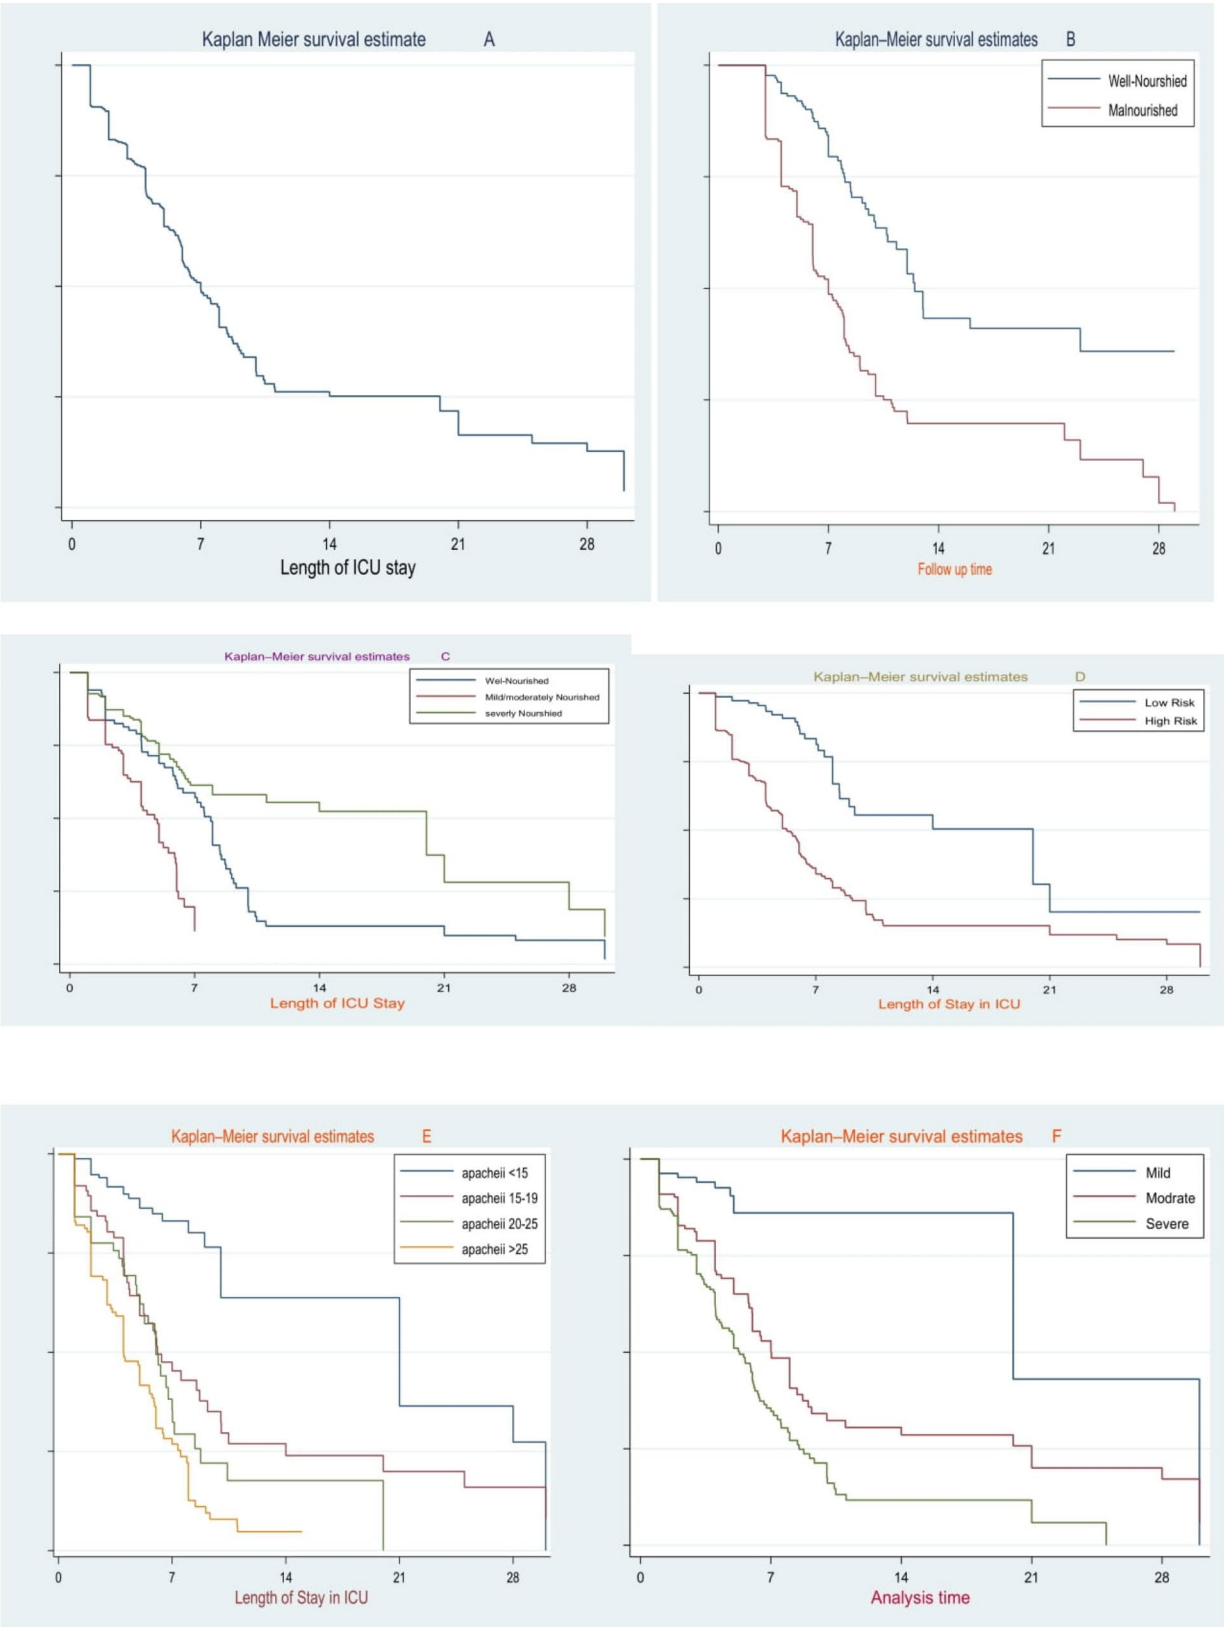 Kaplan Meier survival estimate A
0 7 14 21 28
Length of ICU stay
Kaplan–Meier survival estimates B
Well-Nourshied
Malnourished
0 7 14 21 28
Follow up time
Kaplan–Meier survival estimates C
Wel-Nourished
Mild/moderately Nourished
severly Nourshied
0 7 14 21 28
Length of ICU Stay
Kaplan–Meier survival estimates D
Low Risk
High Risk
0 7 14 21 28
Length of Stay in ICU
Kaplan–Meier survival estimates E
apacheii <15
apacheii 15-19
apacheii 20-25
apacheii >25
0 7 14 21 28
Length of Stay in ICU
Kaplan–Meier survival estimates F
Mild
Modrate
Severe
0 7 14 21 28
Analysis time